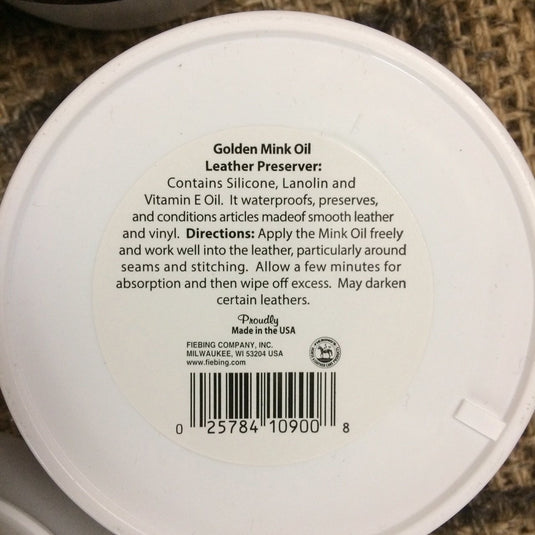 Golden Mink Oil
Leather Preserver:
Contains Silicone, Lanolin and
Vitamin E Oil. It waterproofs, preserves,
and conditions articles madeof smooth leather
and vinyl. Directions: Apply the Mink Oil freely
and work well into the leather, particularly around
seams and stitching. Allow a few minutes for
absorption and then wipe off excess. May darken
certain leathers.
Proudly
Made in the USA
FIEBING COMPANY, INC.
MILWAUKEE, WI 53204 USA
www.fiebing.com
0 25784 10900 8